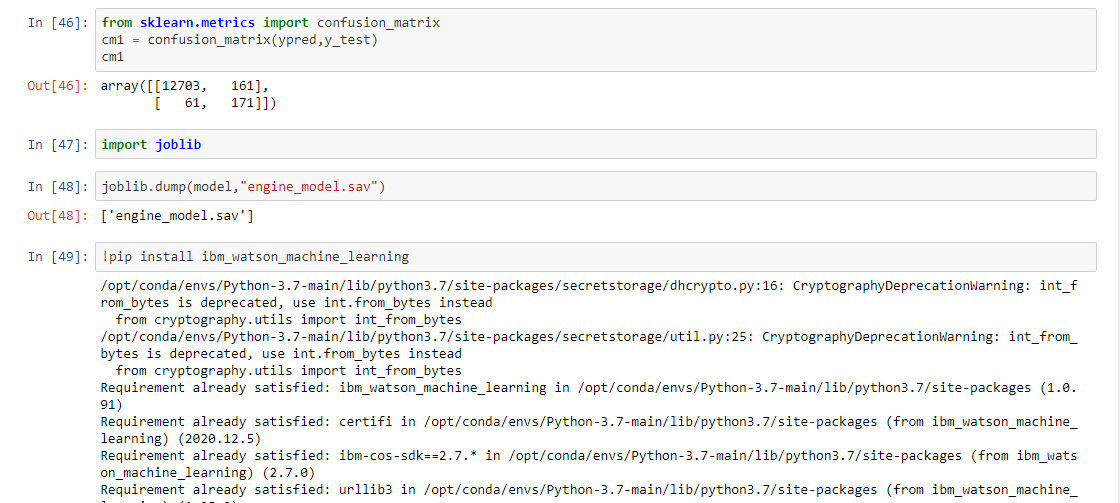 In [46]: from sklearn.metrics import confusion_matrix
cm1 = confusion_matrix(ypred,y_test)
cm1
Out[46]: array([[12703,   161],
       [   61,   171]])
In [47]: import joblib
In [48]: joblib.dump(model,"engine_model.sav")
Out[48]: ['engine_model.sav']
In [49]: !pip install ibm_watson_machine_learning
/opt/conda/envs/Python-3.7-main/lib/python3.7/site-packages/secretstorage/dhcrypto.py:16: CryptographyDeprecationWarning: int_f
rom_bytes is deprecated, use int.from_bytes instead
  from cryptography.utils import int_from_bytes
/opt/conda/envs/Python-3.7-main/lib/python3.7/site-packages/secretstorage/util.py:25: CryptographyDeprecationWarning: int_from_
bytes is deprecated, use int.from_bytes instead
  from cryptography.utils import int_from_bytes
Requirement already satisfied: ibm_watson_machine_learning in /opt/conda/envs/Python-3.7-main/lib/python3.7/site-packages (1.0.
91)
Requirement already satisfied: certifi in /opt/conda/envs/Python-3.7-main/lib/python3.7/site-packages (from ibm_watson_machine_
learning) (2020.12.5)
Requirement already satisfied: ibm-cos-sdk==2.7.* in /opt/conda/envs/Python-3.7-main/lib/python3.7/site-packages (from ibm_wats
on_machine_learning) (2.7.0)
Requirement already satisfied: urllib3 in /opt/conda/envs/Python-3.7-main/lib/python3.7/site-packages (from ibm_watson_machine_